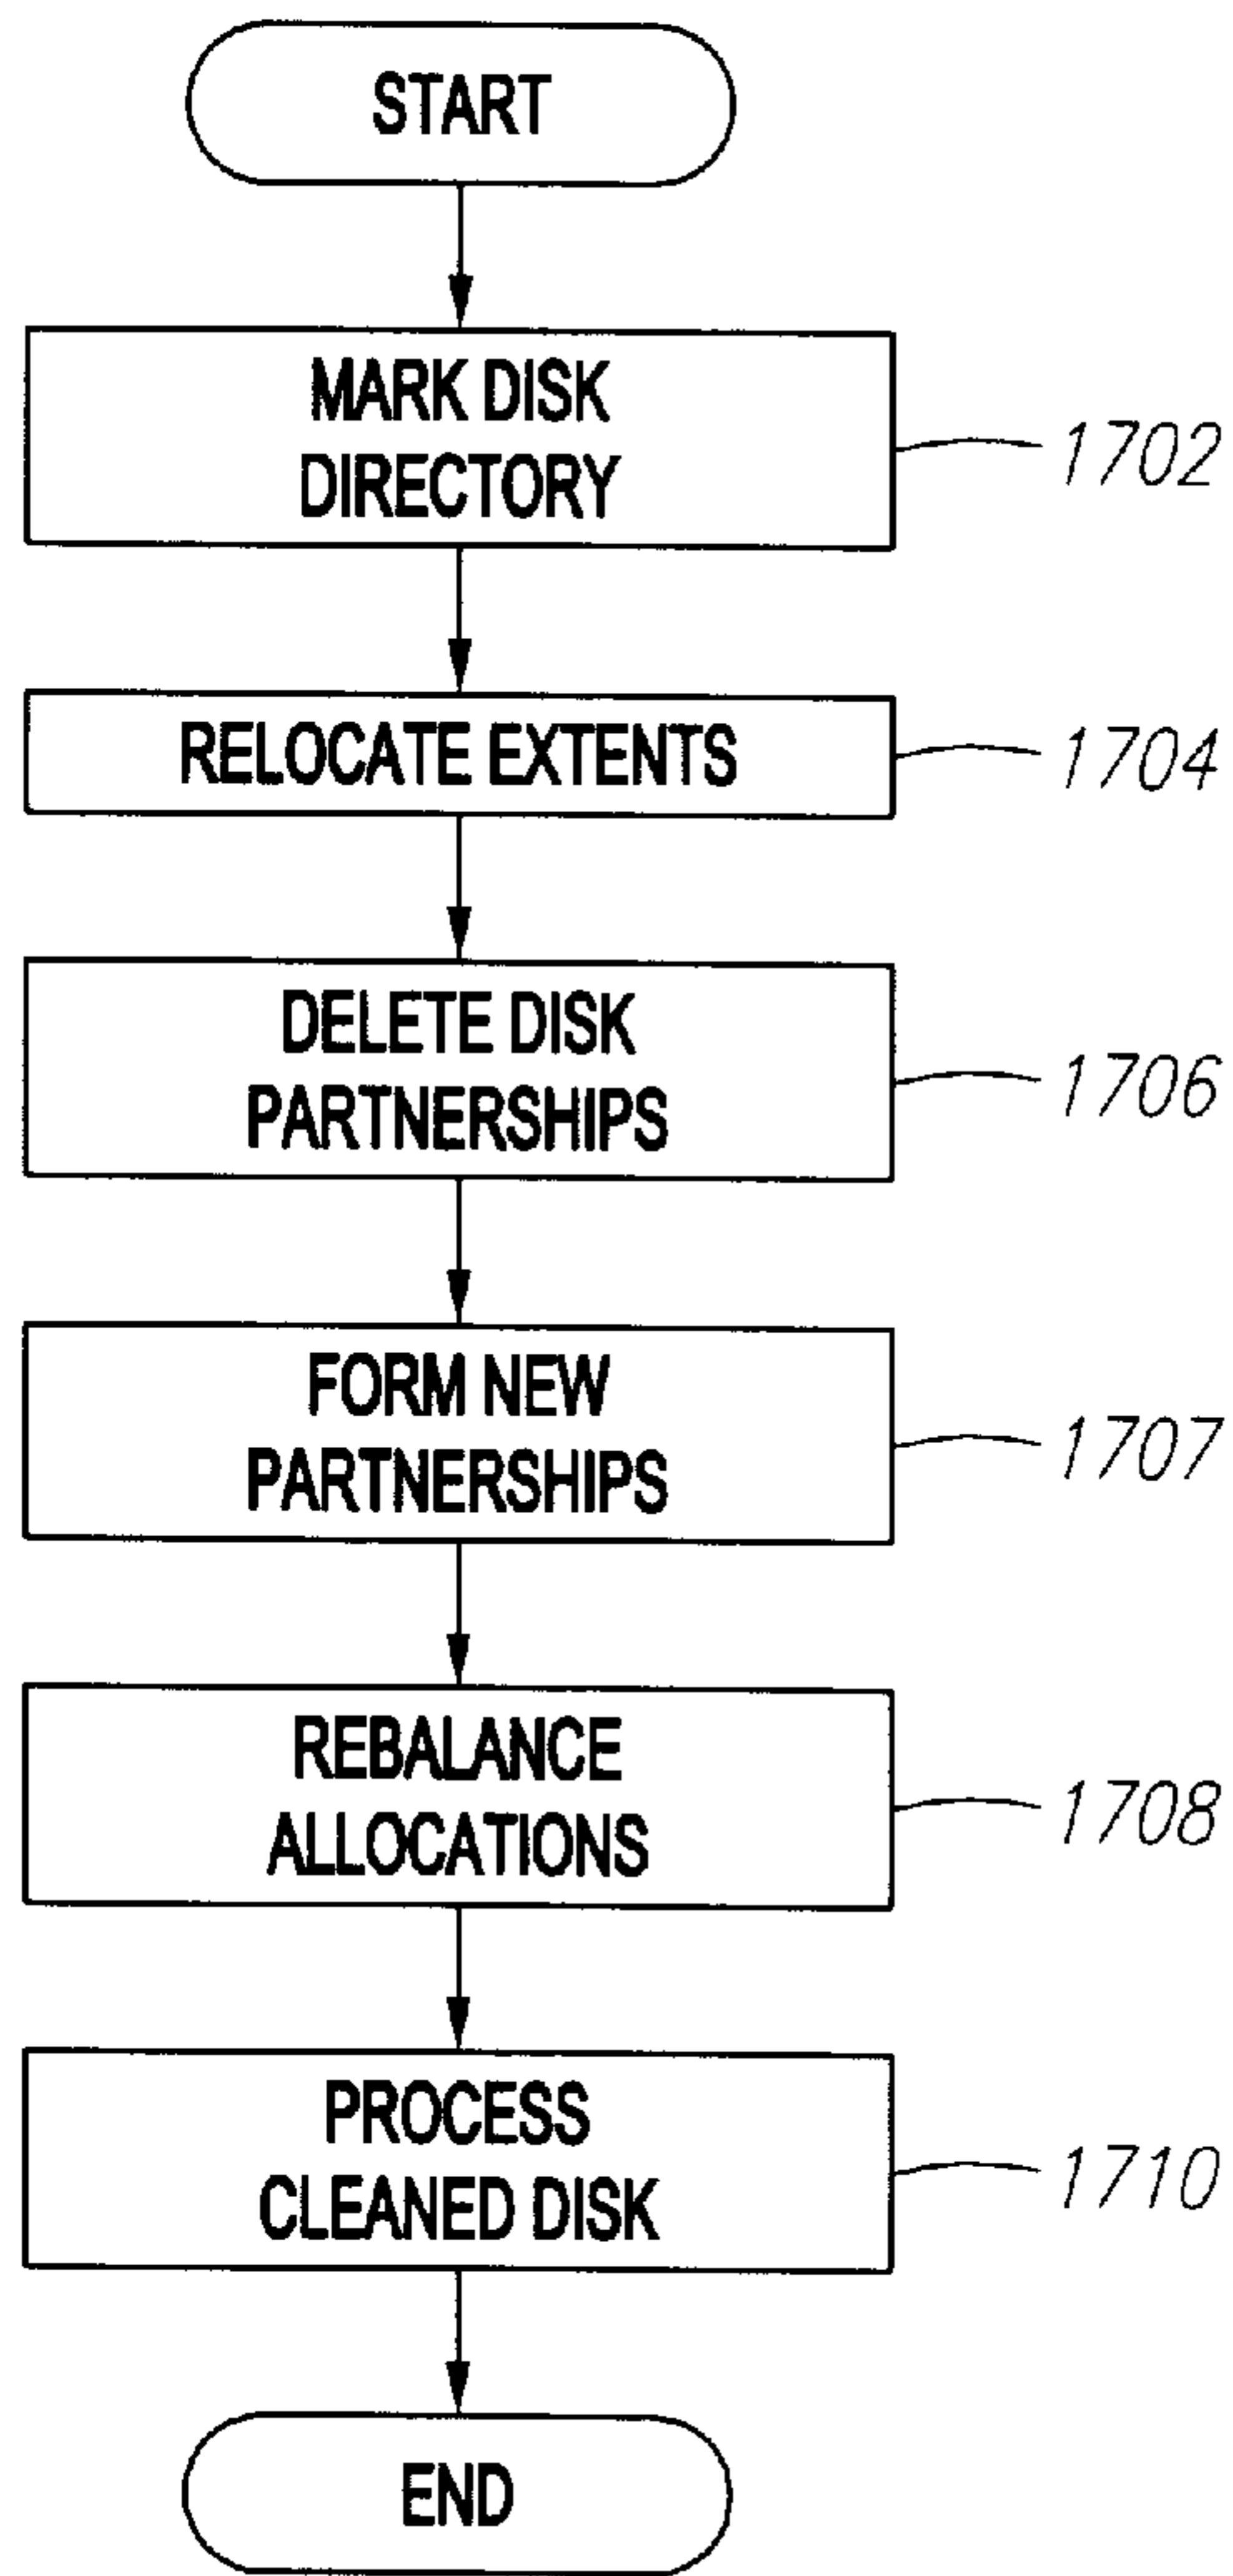 START
MARK DISK
DIRECTORY
1702
RELOCATE EXTENTS
1704
DELETE DISK
PARTNERSHIPS
1706
FORM NEW
PARTNERSHIPS
1707
REBALANCE
ALLOCATIONS
1708
PROCESS
CLEANED DISK
1710
END